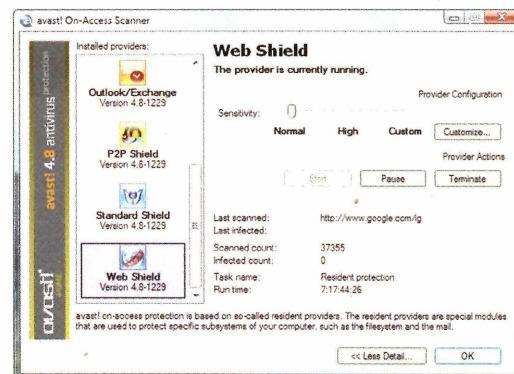 avast! On-Access Scanner
avast! 4.8 antivirus protection
avast!
Installed providers:
Outlook/Exchange
Version 4.8-1229
P2P Shield
Version 4.8-1229
Standard Shield
Version 4.8-1229
Web Shield
Version 4.8-1229
Web Shield
The provider is currently running.
Provider Configuration
Sensitivity:
Normal High Custom Customize...
Provider Actions
Start Pause Terminate
Last scanned: http://www.google.com/ig
Last infected:
Scanned count: 37355
Infected count: 0
Task name: Resident protection
Run time: 7:17:44:26
avast! on-access protection is based on so-called resident providers. The resident providers are special modules
that are used to protect specific subsystems of your computer, such as the filesystem and the mail.
<< Less Detail... OK